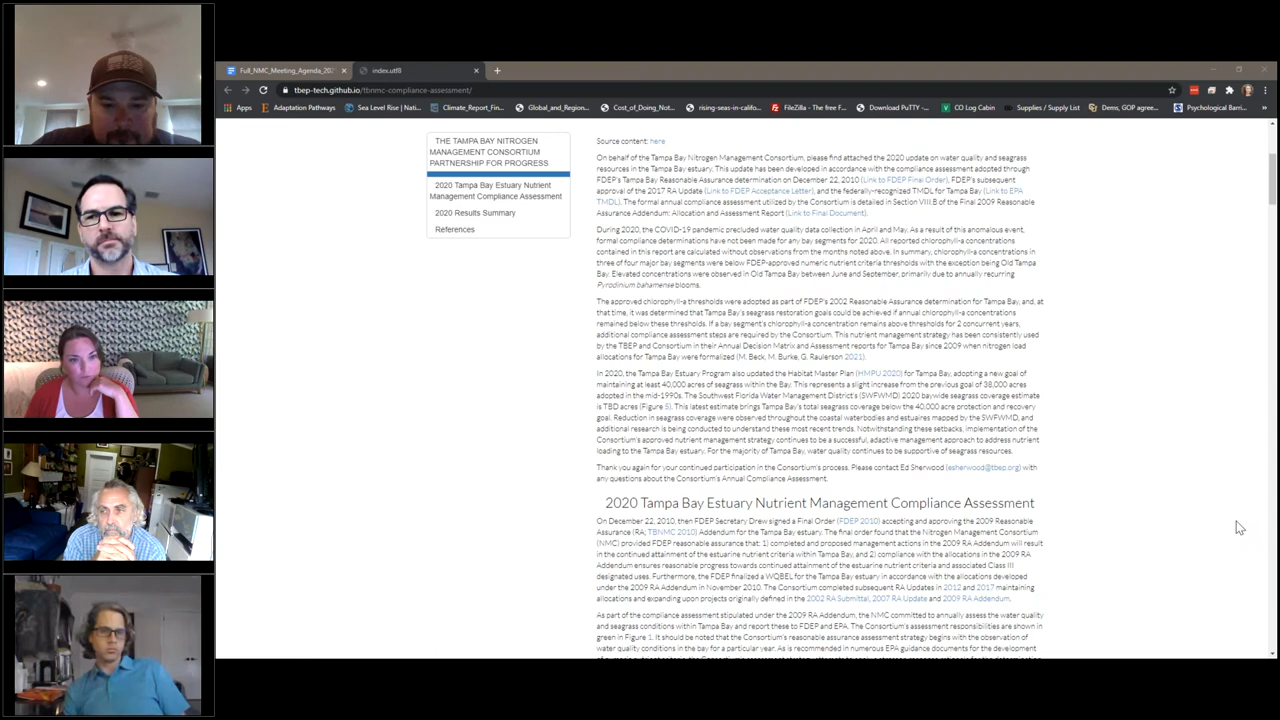 Full_NMC_Meeting_Agenda_202
index.utf8
tbep-tech.github.io/tbnmc-compliance-assessment/
Apps
Adaptation Pathways
Sea Level Rise | Nati...
Climate_Report_Fin...
Global_and_Region...
Cost_of_Doing_Not...
rising-seas-in-califo...
FileZilla - The free F...
Download PuTTY -...
CO Log Cabin
Supplies / Supply List
Dems, GOP agree...
Psychological Barri...
THE TAMPA BAY NITROGEN
MANAGEMENT CONSORTIUM
PARTNERSHIP FOR PROGRESS
2020 Tampa Bay Estuary Nutrient
Management Compliance Assessment
2020 Results Summary
References
Source content: here
On behalf of the Tampa Bay Nitrogen Management Consortium, please find attached the 2020 update on water quality and seagrass
resources in the Tampa Bay estuary. This update has been developed in accordance with the compliance assessment adopted through
FDEP's Tampa Bay Reasonable Assurance determination on December 22, 2010 (Link to FDEP Final Order), FDEP's subsequent
approval of the 2017 RA Update (Link to FDEP Acceptance Letter), and the federally-recognized TMDL for Tampa Bay (Link to EPA
TMDL). The formal annual compliance assessment utilized by the Consortium is detailed in Section VIII.B of the Final 2009 Reasonable
Assurance Addendum: Allocation and Assessment Report (Link to Final Document).
During 2020, the COVID-19 pandemic precluded water quality data collection in April and May. As a result of this anomalous event,
formal compliance determinations have not been made for any bay segments for 2020. All reported chlorophyll-a concentrations
contained in this report are calculated without observations from the months noted above. In summary, chlorophyll-a concentrations in
three of four major bay segments were below FDEP-approved numeric nutrient criteria thresholds with the exception being Old Tampa
Bay. Elevated concentrations were observed in Old Tampa Bay between June and September, primarily due to annually recurring
Pyrodinium bahamense blooms.
The approved chlorophyll-a thresholds were adopted as part of FDEP's 2002 Reasonable Assurance determination for Tampa Bay, and, at
that time, it was determined that Tampa Bay's seagrass restoration goals could be achieved if annual chlorophyll-a concentrations
remained below these thresholds. If a bay segment's chlorophyll-a concentration remains above thresholds for 2 concurrent years,
additional compliance assessment steps are required by the Consortium. This nutrient management strategy has been consistently used
by the TBEP and Consortium in their Annual Decision Matrix and Assessment reports for Tampa Bay since 2009 when nitrogen load
allocations for Tampa Bay were formalized (M. Beck, M. Burke, G. Raulerson 2021).
In 2020, the Tampa Bay Estuary Program also updated the Habitat Master Plan (HMPU 2020) for Tampa Bay, adopting a new goal of
maintaining at least 40,000 acres of seagrass within the Bay. This represents a slight increase from the previous goal of 38,000 acres
adopted in the mid-1990s. The Southwest Florida Water Management District's (SWFWMD) 2020 baywide seagrass coverage estimate
is TBD acres (Figure 5). This latest estimate brings Tampa Bay's total seagrass coverage below the 40,000 acre protection and recovery
goal. Reduction in seagrass coverage were observed throughout the coastal waterbodies and estuaries mapped by the SWFWMD, and
additional research is being conducted to understand these most recent trends. Notwithstanding these setbacks, implementation of the
Consortium's approved nutrient management strategy continues to be a successful, adaptive management approach to address nutrient
loading to the Tampa Bay estuary. For the majority of Tampa Bay, water quality continues to be supportive of seagrass resources.
Thank you again for your continued participation in the Consortium's process. Please contact Ed Sherwood (esherwood@tbep.org) with
any questions about the Consortium's Annual Compliance Assessment.
2020 Tampa Bay Estuary Nutrient Management Compliance Assessment
On December 22, 2010, then FDEP Secretary Drew signed a Final Order (FDEP 2010) accepting and approving the 2009 Reasonable
Assurance (RA; TBNMC 2010) Addendum for the Tampa Bay estuary. The final order found that the Nitrogen Management Consortium
(NMC) provided FDEP reasonable assurance that: 1) completed and proposed management actions in the 2009 RA Addendum will result
in the continued attainment of the estuarine nutrient criteria within Tampa Bay, and 2) compliance with the allocations in the 2009 RA
Addendum ensures reasonable progress towards continued attainment of the estuarine nutrient criteria and associated Class III
designated uses. Furthermore, the FDEP finalized a WQBEL for the Tampa Bay estuary in accordance with the allocations developed
under the 2009 RA Addendum in November 2010. The Consortium completed subsequent RA Updates in 2012 and 2017 maintaining
allocations and expanding upon projects originally defined in the 2002 RA Submittal, 2007 RA Update and 2009 RA Addendum.
As part of the compliance assessment stipulated under the 2009 RA Addendum, the NMC committed to annually assess the water quality
and seagrass conditions within Tampa Bay and report these to FDEP and EPA. The Consortium's assessment responsibilities are shown in
green in Figure 1. It should be noted that the Consortium's reasonable assurance assessment strategy begins with the observation of
water quality conditions in the bay for a particular year. As is recommended in numerous EPA guidance documents for the development